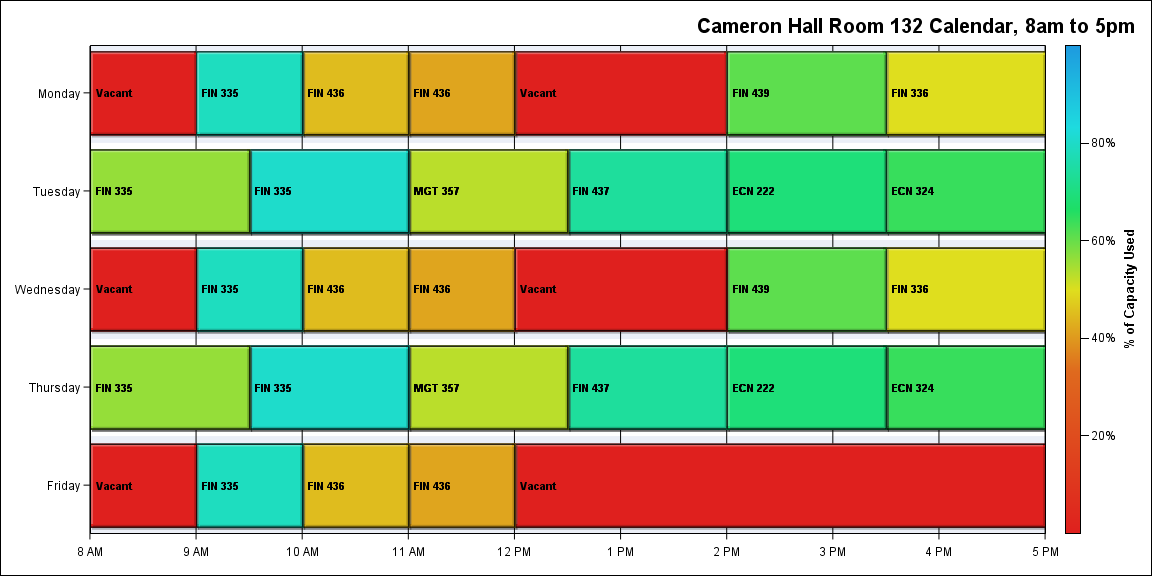 Cameron Hall Room 132 Calendar, 8am to 5pm
Monday
Vacant
FIN 335
FIN 436
FIN 436
Vacant
FIN 439
FIN 336
Tuesday
FIN 335
FIN 335
MGT 357
FIN 437
ECN 222
ECN 324
Wednesday
Vacant
FIN 335
FIN 436
FIN 436
Vacant
FIN 439
FIN 336
Thursday
FIN 335
FIN 335
MGT 357
FIN 437
ECN 222
ECN 324
Friday
Vacant
FIN 335
FIN 436
FIN 436
Vacant
8 AM
9 AM
10 AM
11 AM
12 PM
1 PM
2 PM
3 PM
4 PM
5 PM
80%
60%
40%
20%
% of Capacity Used